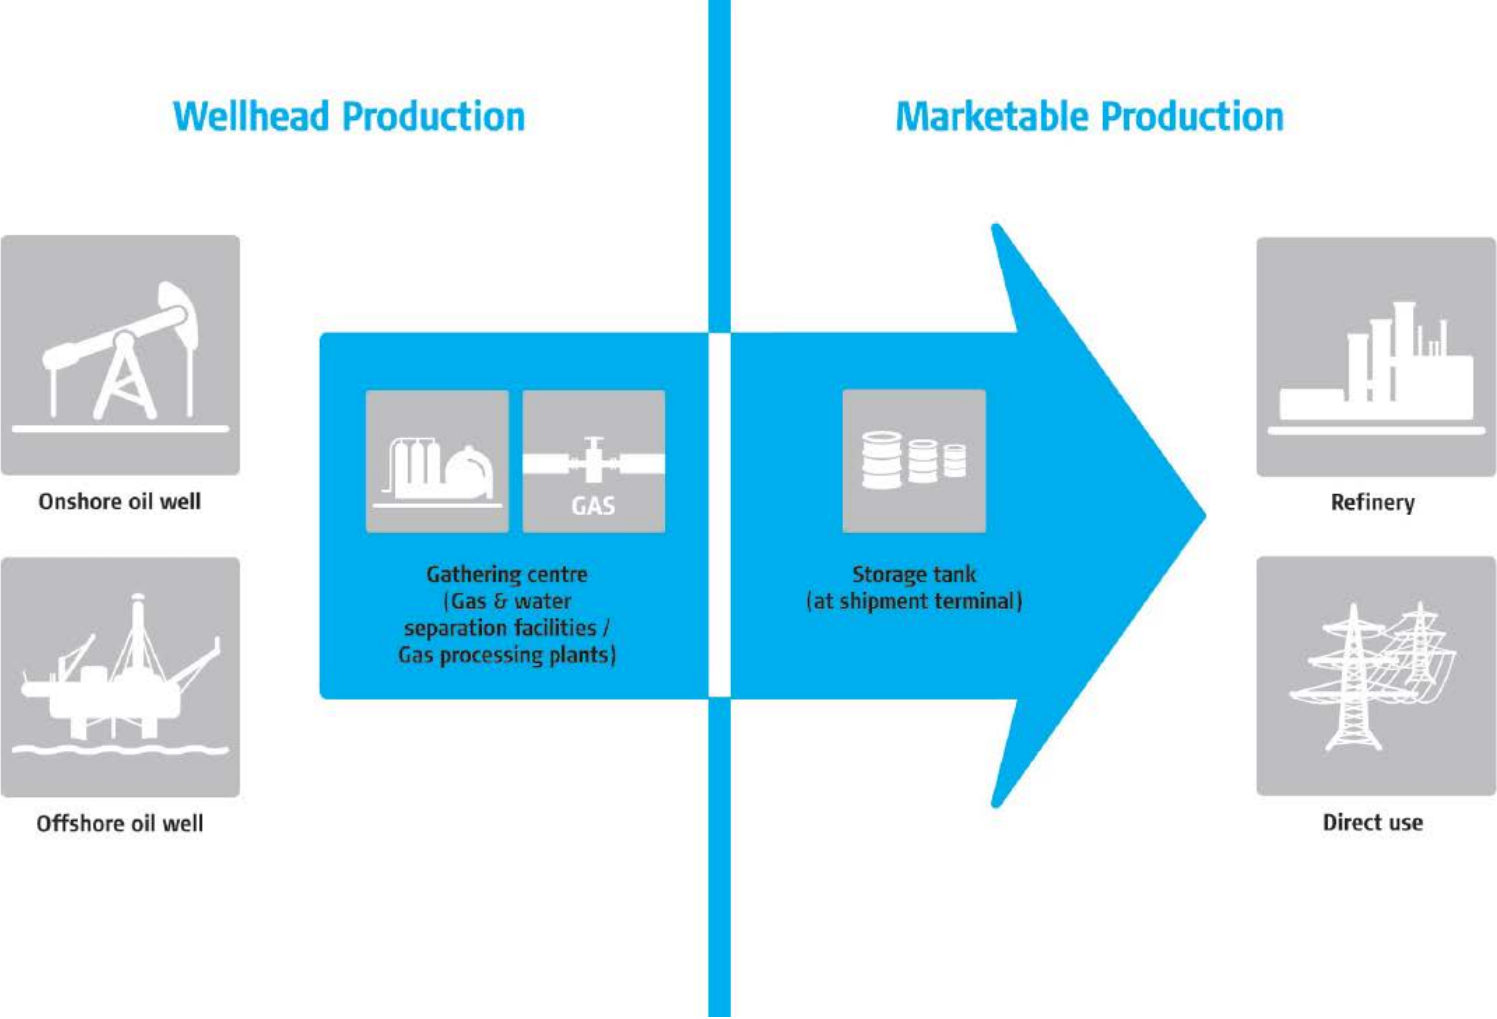 Wellhead Production
Marketable Production
Onshore oil well
Offshore oil well
GAS
Gathering centre
(Gas & water
separation facilities /
Gas processing plants)
Storage tank
(at shipment terminal)
Refinery
Direct use